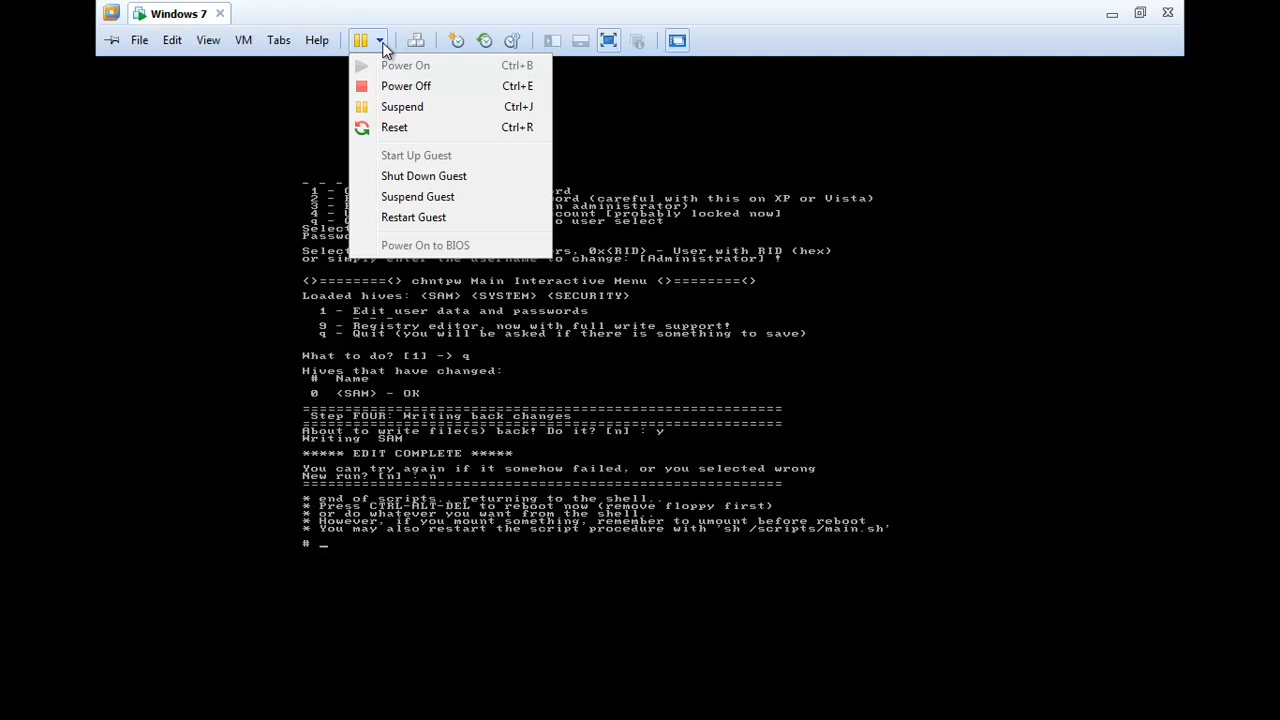 Windows 7
File Edit View VM Tabs Help
Power On Ctrl+B
Power Off Ctrl+E
Suspend Ctrl+J
Reset Ctrl+R
Start Up Guest
Shut Down Guest
Suspend Guest
Restart Guest
Power On to BIOS
- - -
1 -
2 - word (careful with this on XP or Vista)
3 - n administrator)
4 - count [probably locked now]
q - o user select
Select
Passwo
Selec rs, 0x<RID> - User with RID (hex)
or simply enter the username to change: [Administrator] !
<>========<> chntpw Main Interactive Menu <>========<>
Loaded hives: <SAM> <SYSTEM> <SECURITY>
1 - Edit user data and passwords
- - -
9 - Registry editor, now with full write support!
q - Quit (you will be asked if there is something to save)
What to do? [1] -> q
Hives that have changed:
# Name
0 <SAM> - OK
=========================================================
Step FOUR: Writing back changes
=========================================================
About to write file(s) back! Do it? [n] : y
Writing SAM
***** EDIT COMPLETE *****
You can try again if it somehow failed, or you selected wrong
New run? [n] : n
=========================================================
* end of scripts.. returning to the shell..
* Press CTRL-ALT-DEL to reboot now (remove floppy first)
* or do whatever you want from the shell..
* However, if you mount something, remember to umount before reboot
* You may also restart the script procedure with 'sh /scripts/main.sh'
# _